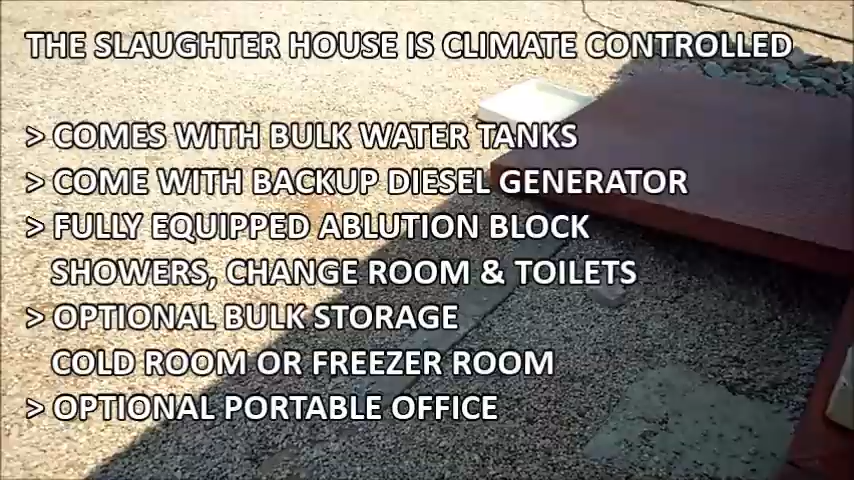 THE SLAUGHTER HOUSE IS CLIMATE CONTROLLED
> COMES WITH BULK WATER TANKS
> COME WITH BACKUP DIESEL GENERATOR
> FULLY EQUIPPED ABLUTION BLOCK
SHOWERS, CHANGE ROOM & TOILETS
> OPTIONAL BULK STORAGE
COLD ROOM OR FREEZER ROOM
> OPTIONAL PORTABLE OFFICE